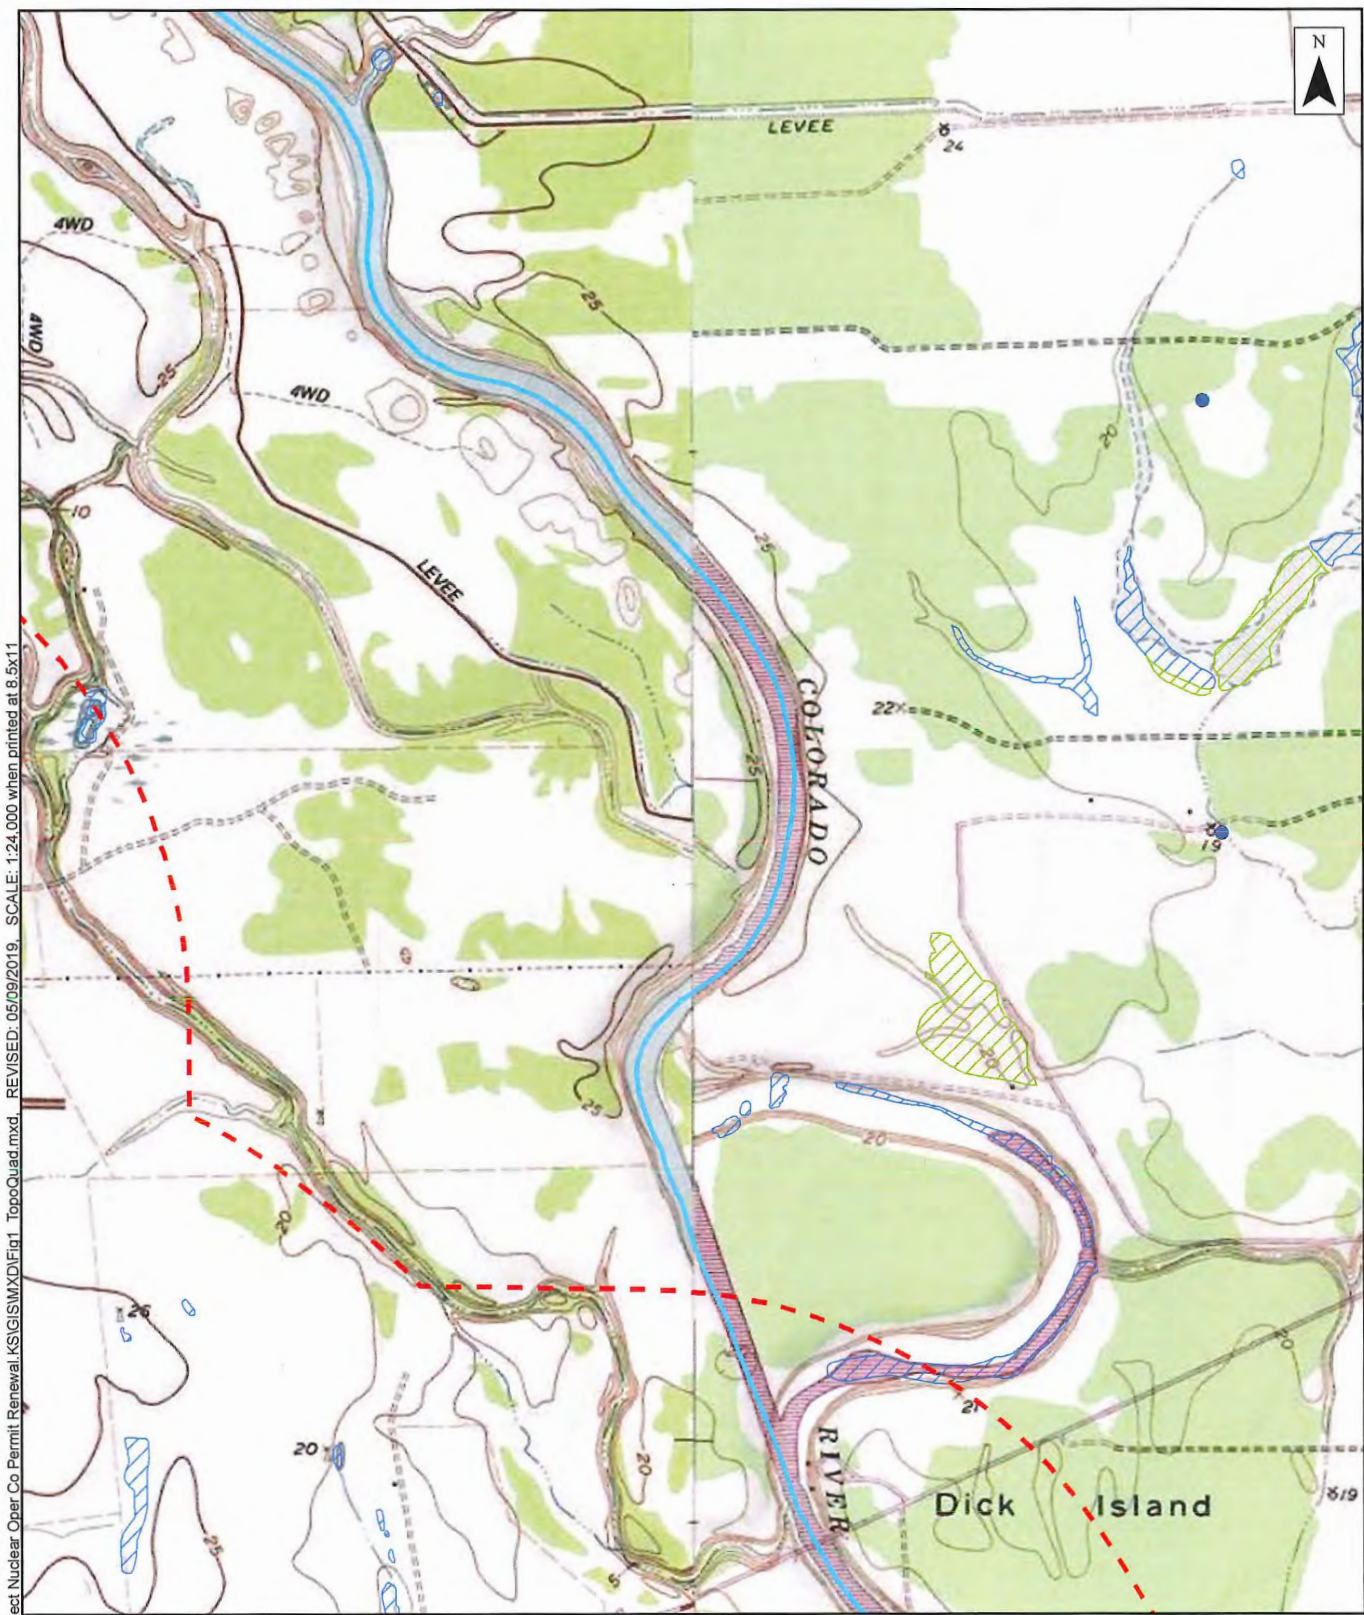 N
LEVEE
24
4WD
25
4WD
25
4WD
20
10
25
LEVEE
COLORADO
22
25
19
20
25
20
20
26
20
21
20
20
RIVER
Dick Island
19
25
5
ect Nuclear Oper Co Permit Renewal.KS\GIS\MXD\Fig1_TopoQuad.mxd, REVISED: 05/09/2019, SCALE: 1:24,000 when printed at 8.5x11